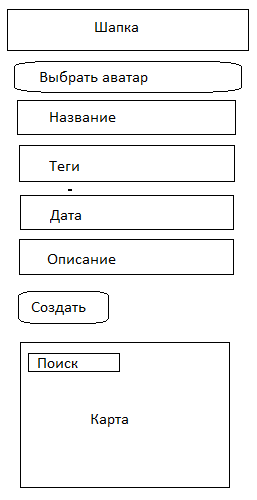 Шапка
Выбрать аватар
Название
Теги
Дата
Описание
Создать
Поиск
Карта